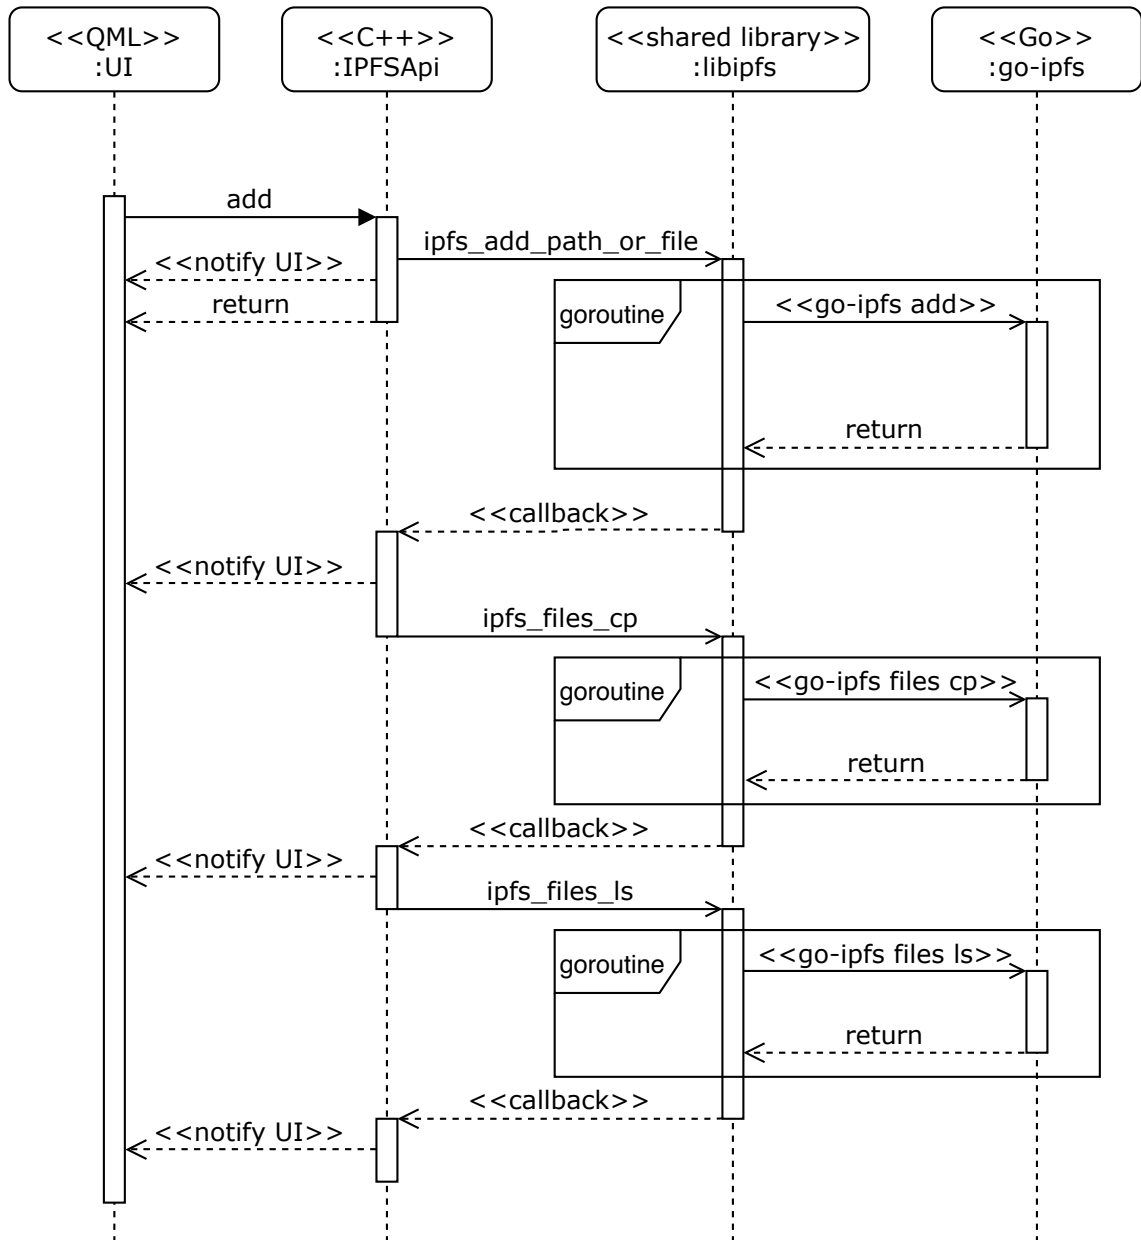 <<QML>>
:UI
<<C++>>
:IPFSApi
<<shared library>>
:libipfs
<<Go>>
:go-ipfs
add
ipfs_add_path_or_file
<<notify UI>>
return
goroutine
<<go-ipfs add>>
return
<<callback>>
<<notify UI>>
ipfs_files_cp
goroutine
<<go-ipfs files cp>>
return
<<callback>>
<<notify UI>>
ipfs_files_ls
goroutine
<<go-ipfs files ls>>
return
<<callback>>
<<notify UI>>